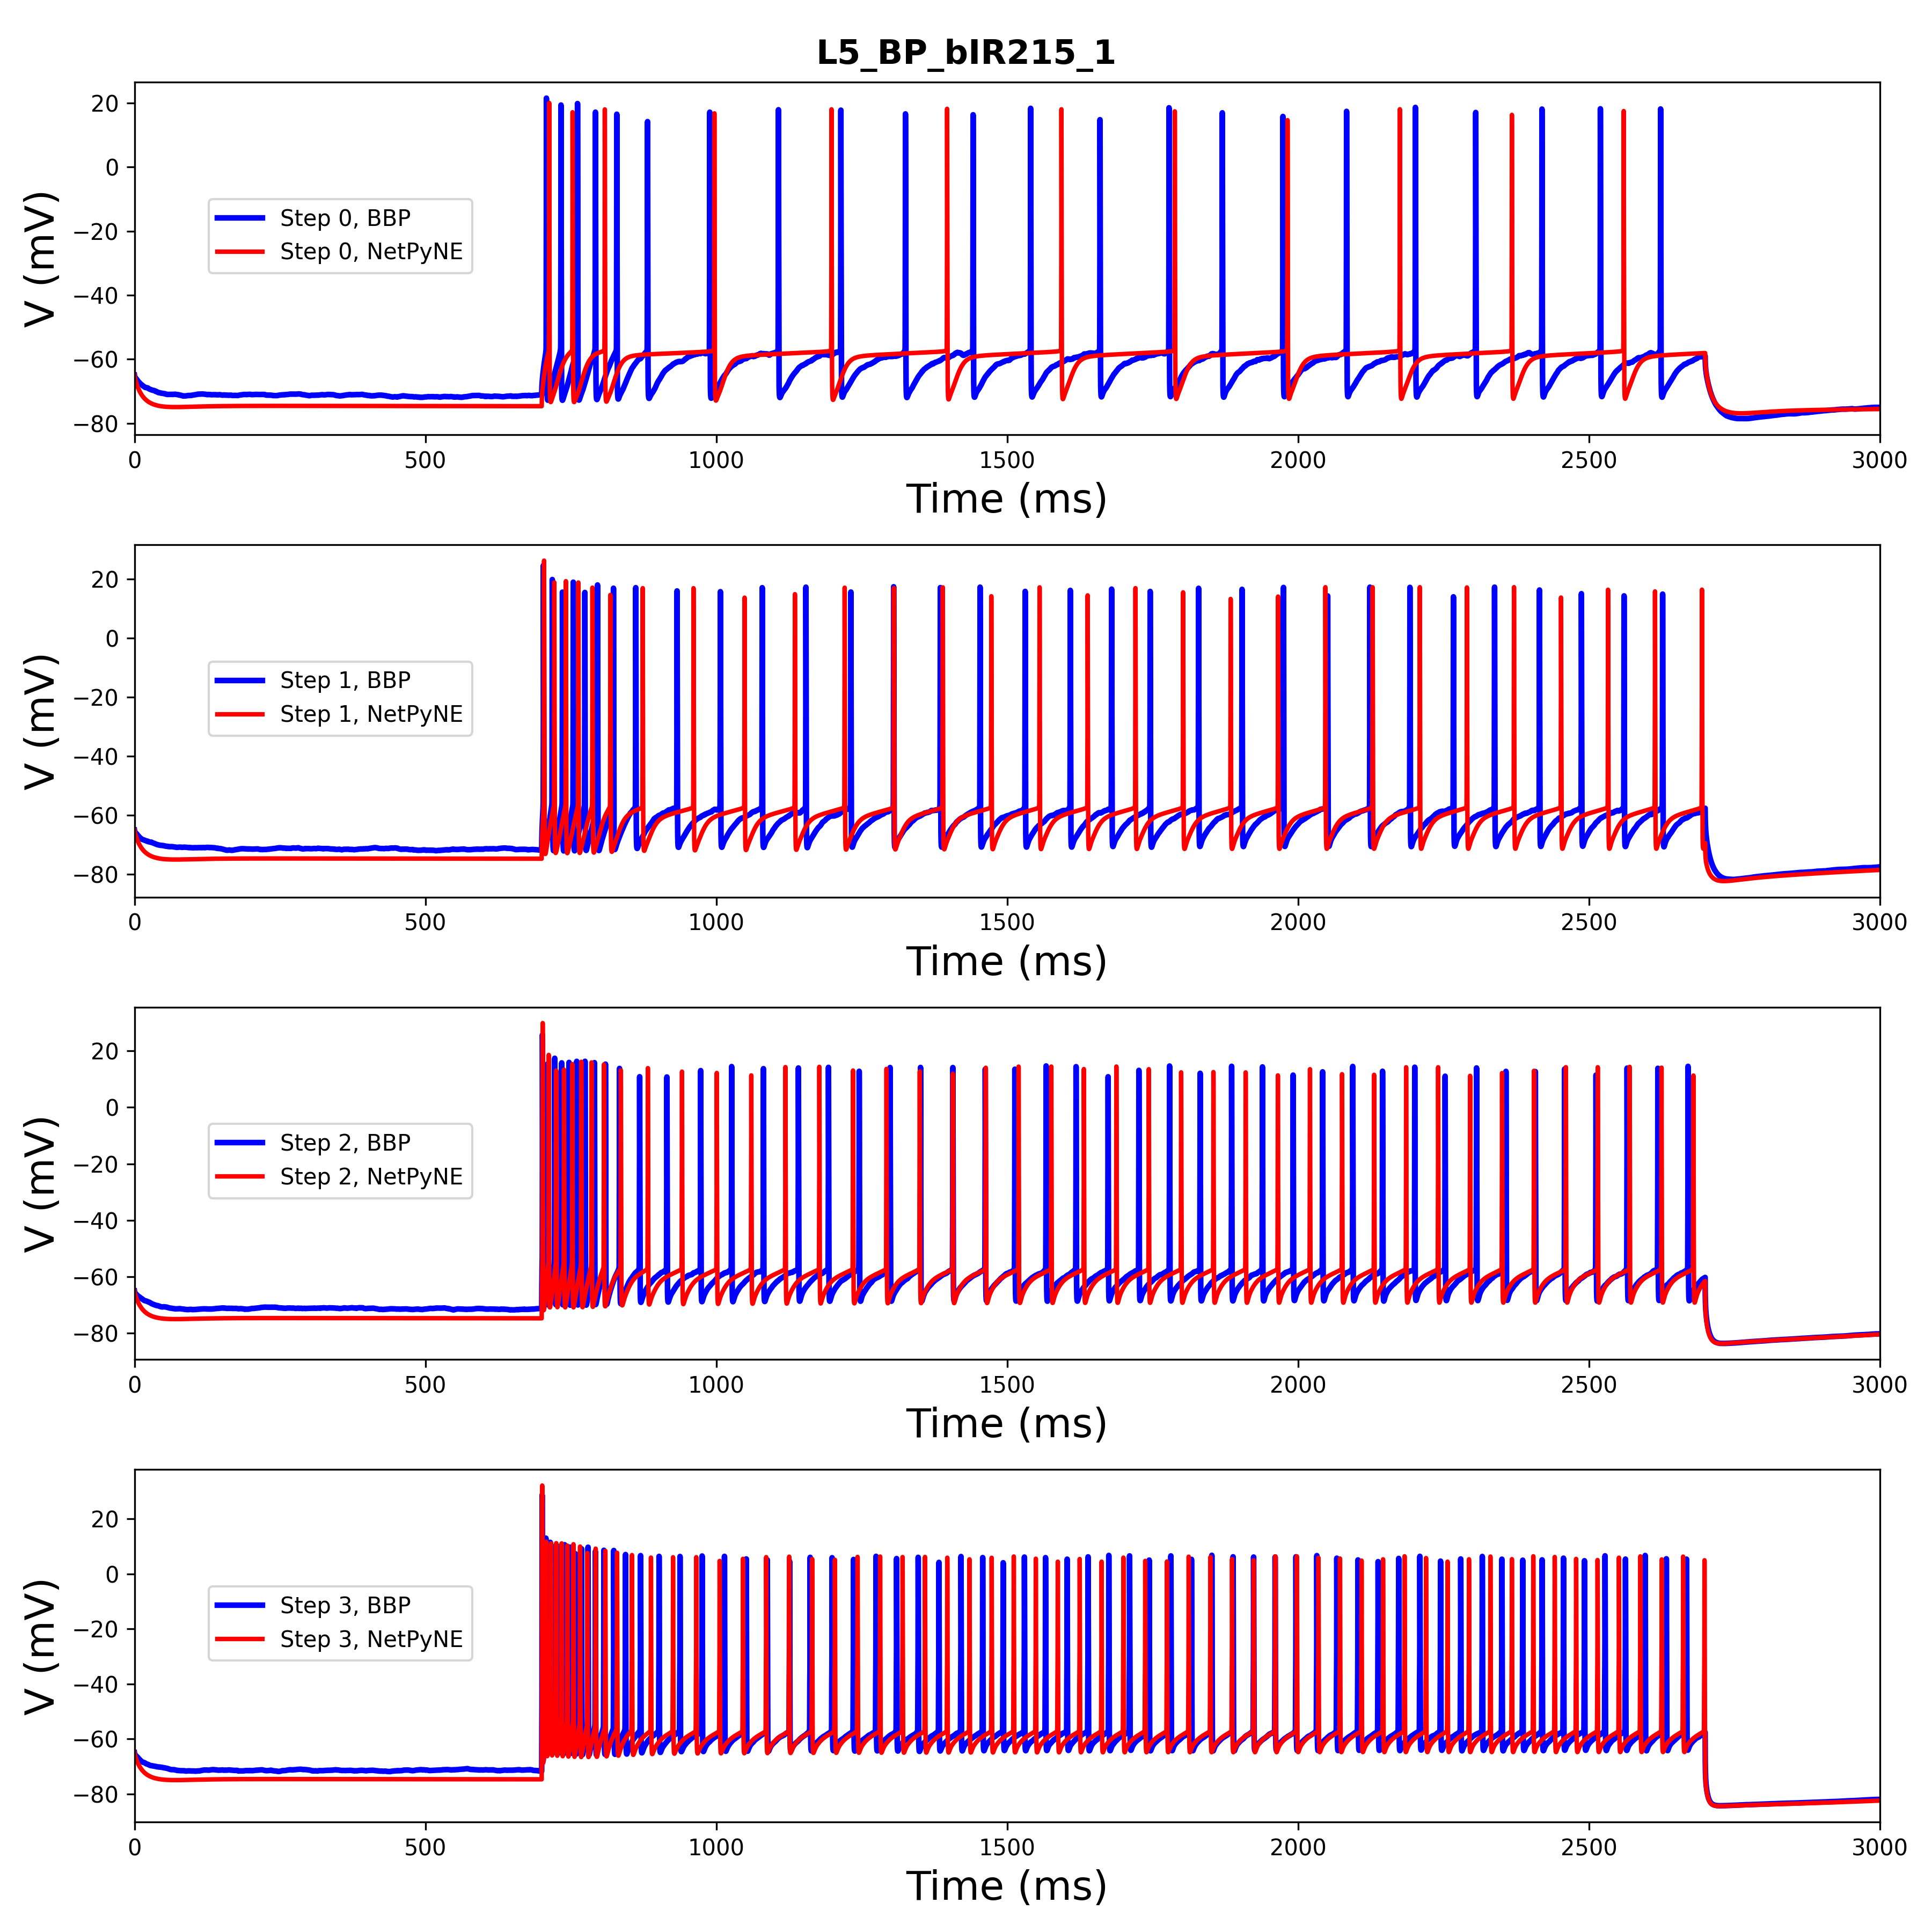 L5_BP_bIR215_1
20
0
−20
−40
−60
−80
V (mV)
Step 0, BBP
Step 0, NetPyNE
0 500 1000 1500 2000 2500 3000
Time (ms)
20
0
−20
−40
−60
−80
V (mV)
Step 1, BBP
Step 1, NetPyNE
0 500 1000 1500 2000 2500 3000
Time (ms)
20
0
−20
−40
−60
−80
V (mV)
Step 2, BBP
Step 2, NetPyNE
0 500 1000 1500 2000 2500 3000
Time (ms)
20
0
−20
−40
−60
−80
V (mV)
Step 3, BBP
Step 3, NetPyNE
0 500 1000 1500 2000 2500 3000
Time (ms)